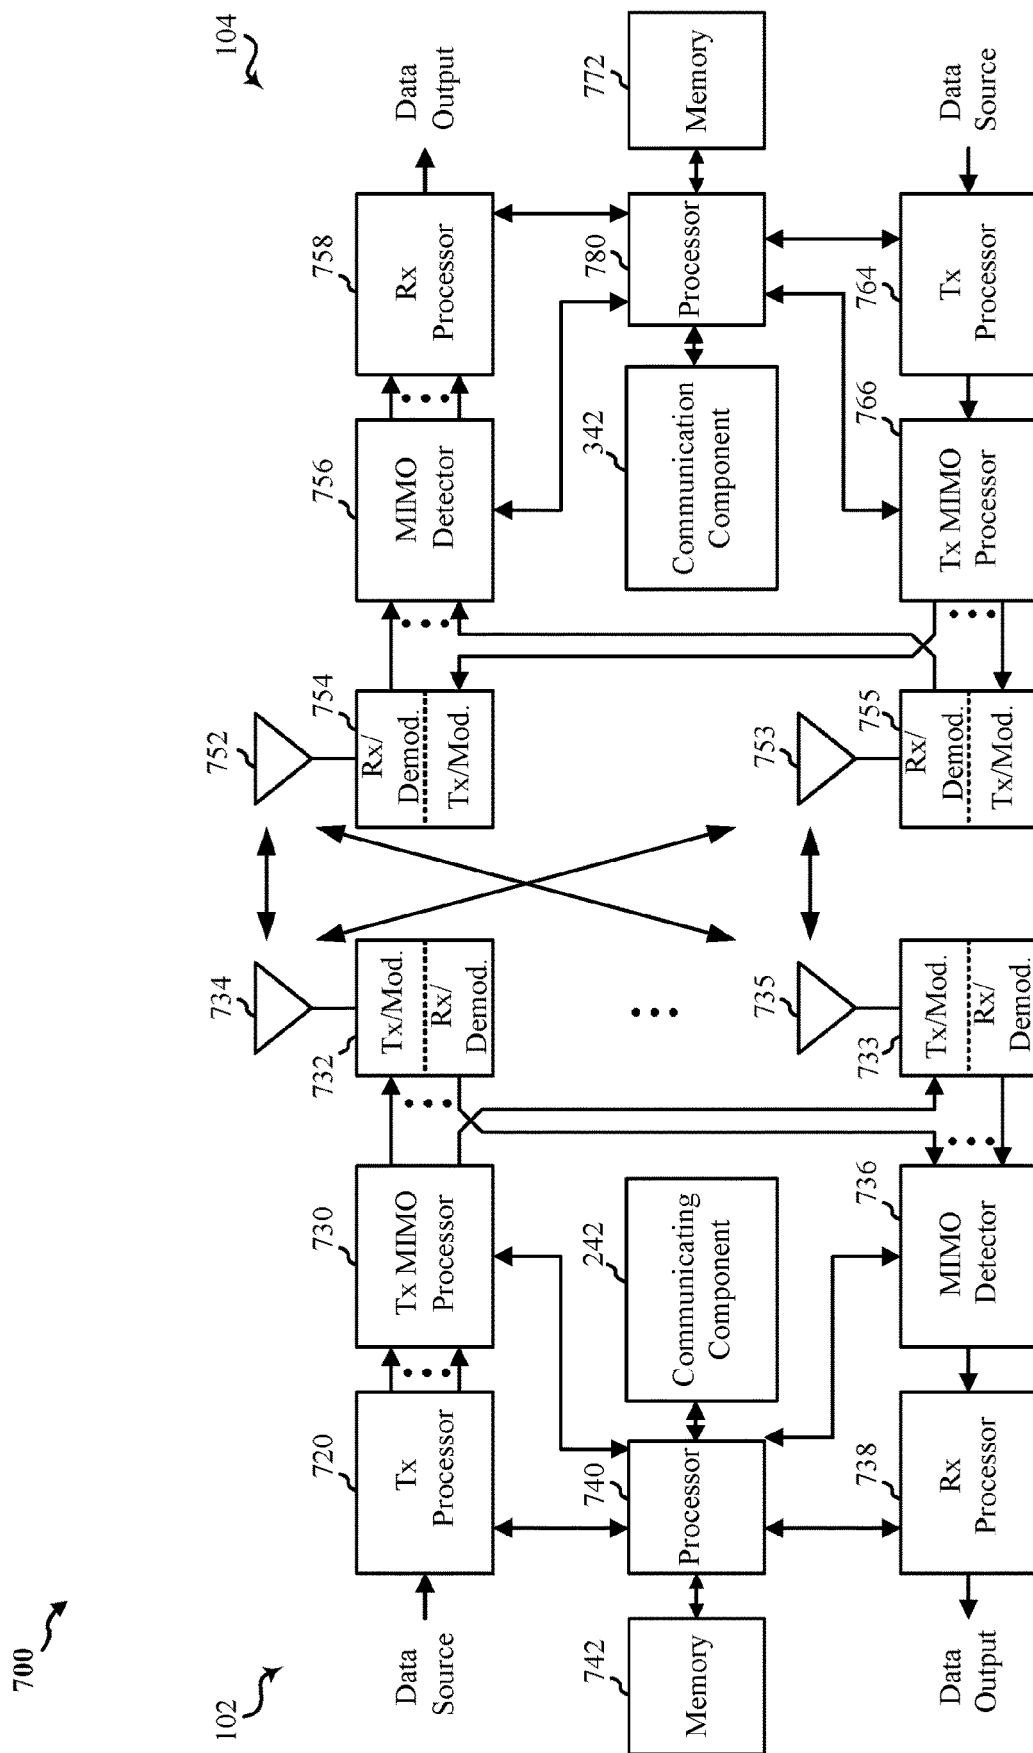 700
102
104
Data
Source
720
Tx
Processor
730
Tx MIMO
Processor
732
Tx/Mod.
Rx/
Demod.
734
752
754
Rx/
Demod.
Tx/Mod.
756
MIMO
Detector
758
Rx
Processor
Data
Output
742
Memory
740
Processor
242
Communicating
Component
342
Communication
Component
780
Processor
772
Memory
Data
Output
738
Rx
Processor
736
MIMO
Detector
733
Tx/Mod.
Rx/
Demod.
735
753
755
Rx/
Demod.
Tx/Mod.
766
Tx MIMO
Processor
764
Tx
Processor
Data
Source